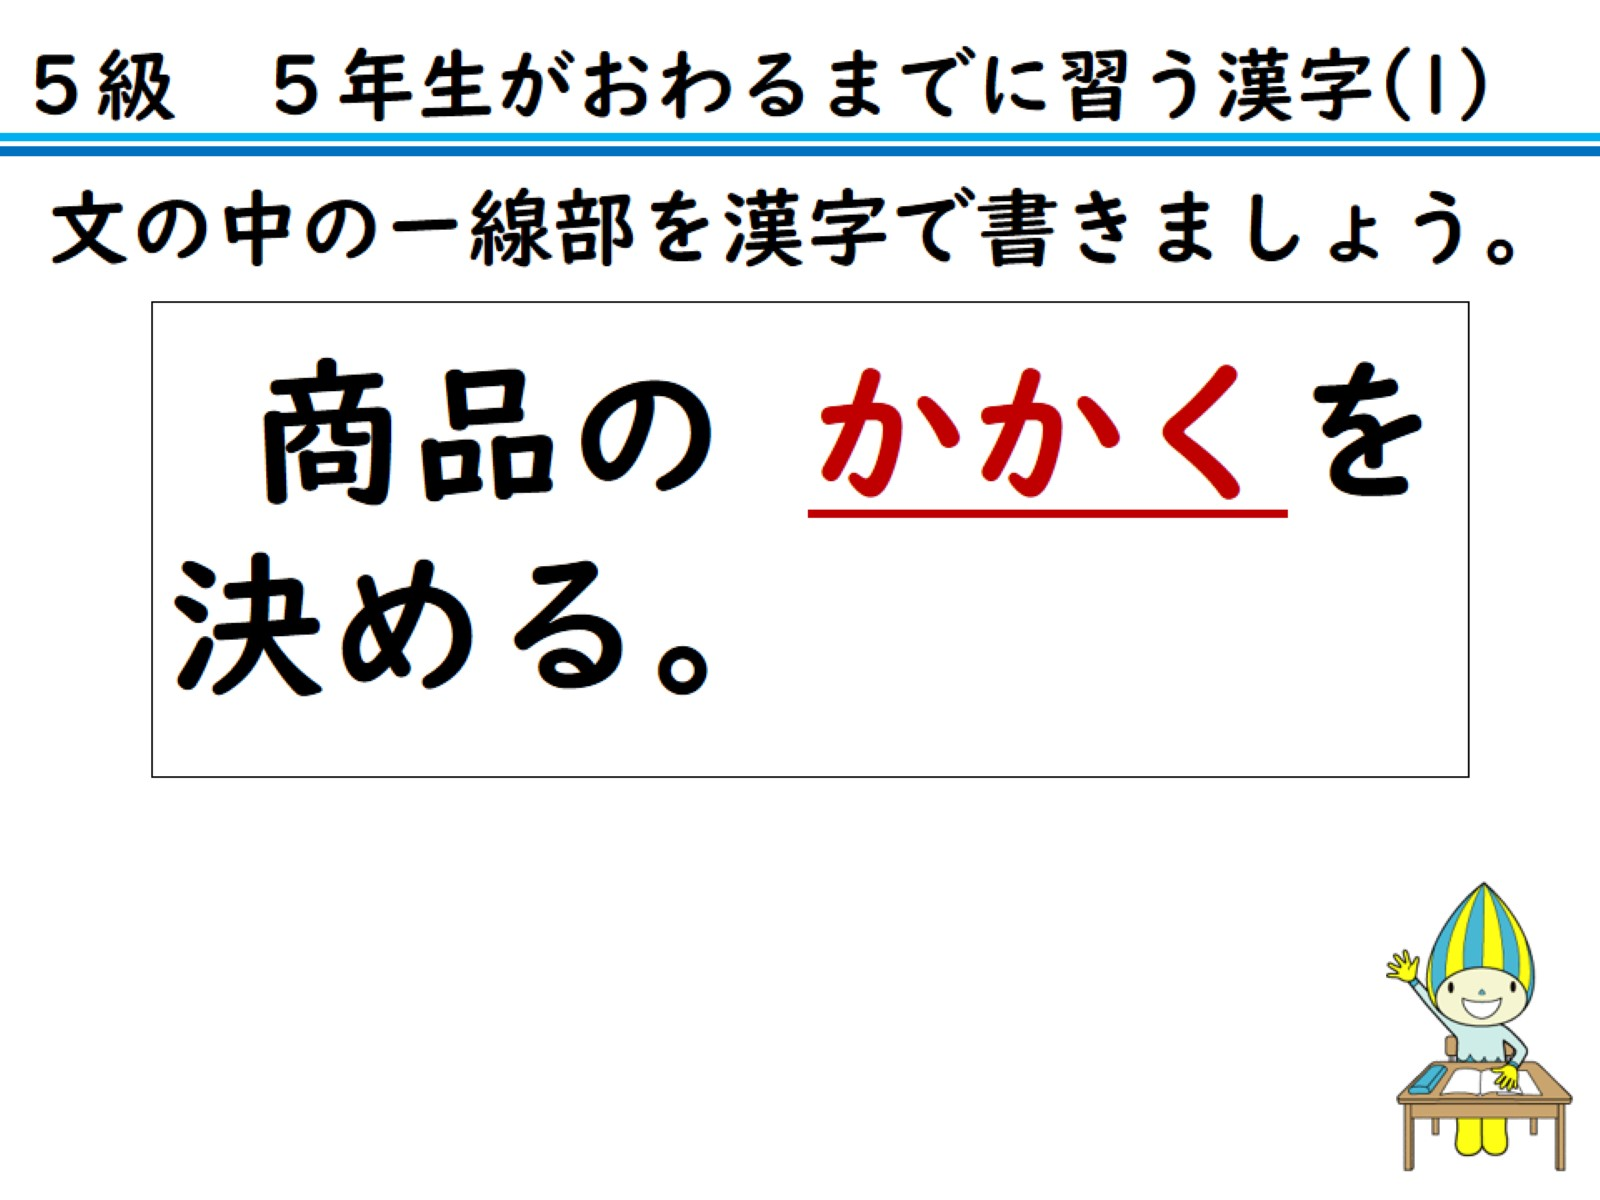 ５級　５年生がおわるまでに習う漢字(1)
文の中の一線部を漢字で書きましょう。
商品の かかく を
決める。